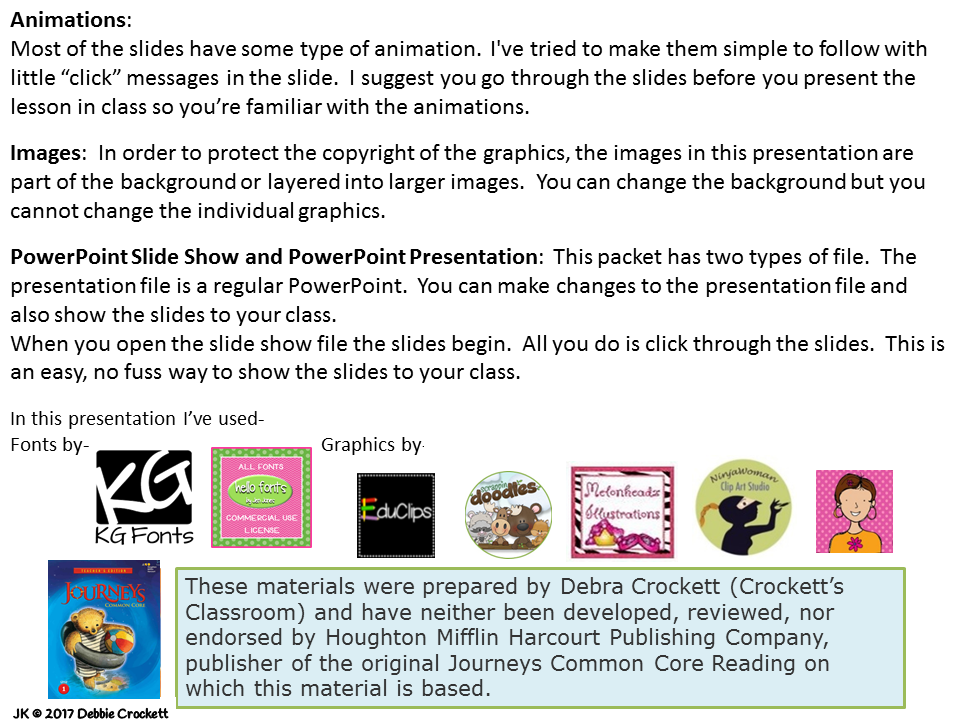 Animations:
Most of the slides have some type of animation. I've tried to make them simple to follow with
little “click” messages in the slide. I suggest you go through the slides before you present the
lesson in class so you’re familiar with the animations.
Images: In order to protect the copyright of the graphics, the images in this presentation are
part of the background or layered into larger images. You can change the background but you
cannot change the individual graphics.
PowerPoint Slide Show and PowerPoint Presentation: This packet has two types of file. The
presentation file is a regular PowerPoint. You can make changes to the presentation file and
also show the slides to your class.
When you open the slide show file the slides begin. All you do is click through the slides. This is
an easy, no fuss way to show the slides to your class.
In this presentation I’ve used-
Fonts by-
Graphics by-
KG
KG Fonts
ALL FONTS
hello fonts
COMMERCIAL USE
LICENSE
EduClips
doodles
Melonheadz
Illustrations
NinjaWoman
Clip Art Studio
TEACHER'S EDITION
JOURNEYS
COMMON CORE
1
These materials were prepared by Debra Crockett (Crockett’s
Classroom) and have neither been developed, reviewed, nor
endorsed by Houghton Mifflin Harcourt Publishing Company,
publisher of the original Journeys Common Core Reading on
which this material is based.
JK © 2017 Debbie Crockett